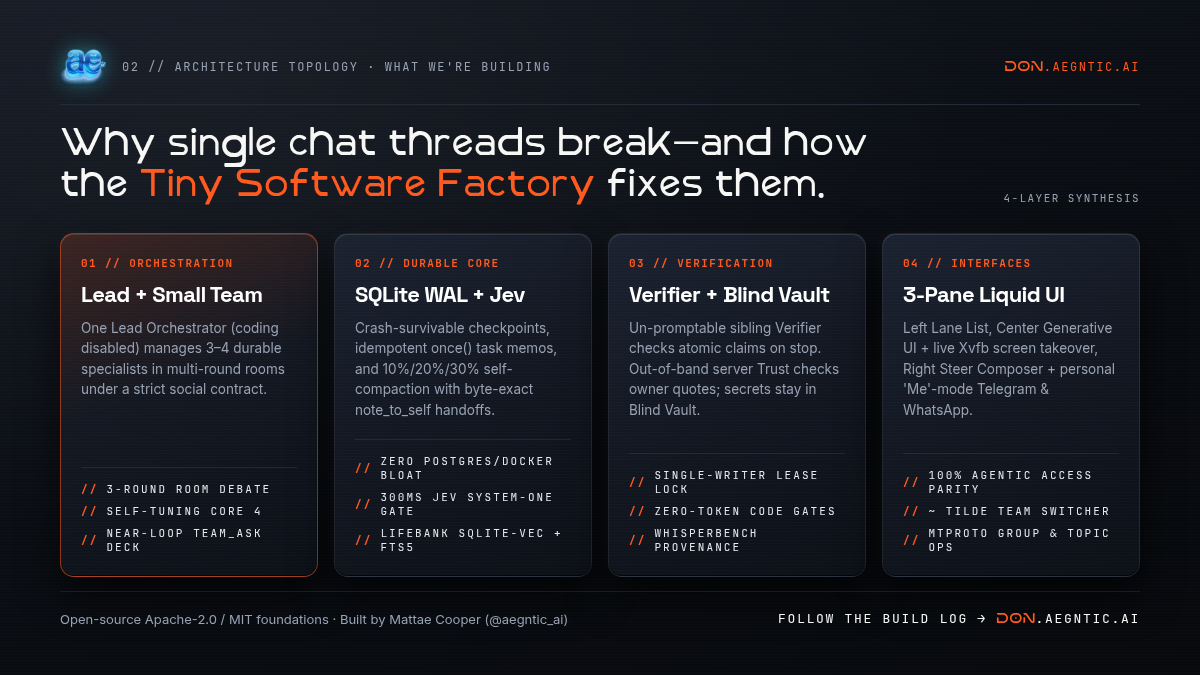 ae
02 // ARCHITECTURE TOPOLOGY · WHAT WE'RE BUILDING
DON.AEGNTIC.AI
Why single chat threads break—and how
the Tiny Software Factory fixes them.
4-LAYER SYNTHESIS
01 // ORCHESTRATION
Lead + Small Team
One Lead Orchestrator (coding
disabled) manages 3–4 durable
specialists in multi-round rooms
under a strict social contract.
// 3-ROUND ROOM DEBATE
// SELF-TUNING CORE 4
// NEAR-LOOP TEAM_ASK
DECK
02 // DURABLE CORE
SQLite WAL + Jev
Crash-survivable checkpoints,
idempotent once() task memos,
and 10%/20%/30% self-
compaction with byte-exact
note_to_self handoffs.
// ZERO POSTGRES/DOCKER
BLOAT
// 300MS JEV SYSTEM-ONE
GATE
// LIFEBANK SQLITE-VEC +
FTS5
03 // VERIFICATION
Verifier + Blind Vault
Un-promptable sibling Verifier
checks atomic claims on stop.
Out-of-band server Trust checks
owner quotes; secrets stay in
Blind Vault.
// SINGLE-WRITER LEASE
LOCK
// ZERO-TOKEN CODE GATES
// WHISPERBENCH
PROVENANCE
04 // INTERFACES
3-Pane Liquid UI
Left Lane List, Center Generative
UI + live Xvfb screen takeover,
Right Steer Composer + personal
'Me'-mode Telegram &
WhatsApp.
// 100% AGENTIC ACCESS
PARITY
// ~ TILDE TEAM SWITCHER
// MTPROTO GROUP & TOPIC
OPS
Open-source Apache-2.0 / MIT foundations · Built by Mattae Cooper (@aegntic_ai)
FOLLOW THE BUILD LOG → DON.AEGNTIC.AI